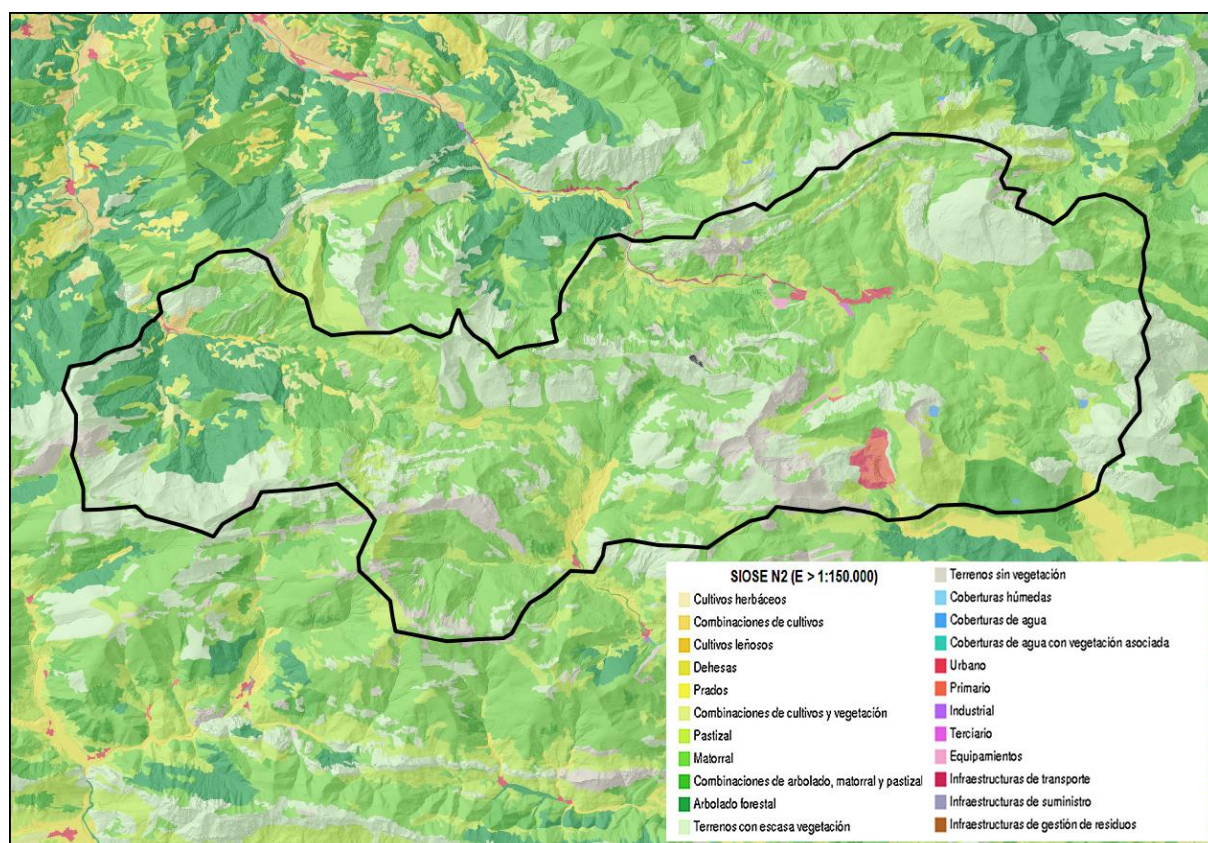 SIOSE N2 (E > 1:150.000)
Cultivos herbáceos
Combinaciones de cultivos
Cultivos leñosos
Dehesas
Prados
Combinaciones de cultivos y vegetación
Pastizal
Matorral
Combinaciones de arbolado, matorral y pastizal
Arbolado forestal
Terrenos con escasa vegetación
Terrenos sin vegetación
Coberturas húmedas
Coberturas de agua
Coberturas de agua con vegetación asociada
Urbano
Primario
Industrial
Terciario
Equipamientos
Infraestructuras de transporte
Infraestructuras de suministro
Infraestructuras de gestión de residuos